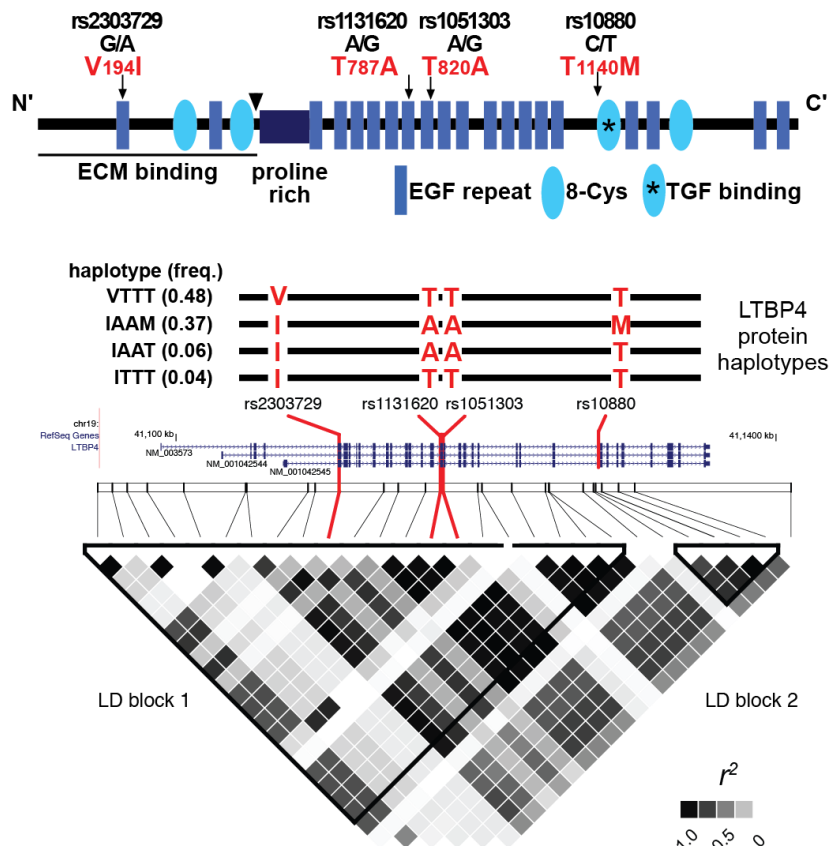 rs2303729 rs1131620 rs1051303 rs10880
G/A A/G A/G C/T
V194I T787A T820A T1140M
N' C'
ECM binding proline rich EGF repeat 8-Cys * TGF binding
*
haplotype (freq.)
VTTT (0.48) V T T T
IAAM (0.37) I A A M
IAAT (0.06) I A A T
ITTT (0.04) I T T T
LTBP4
protein
haplotypes
rs2303729 rs1131620 rs1051303 rs10880
chr19:
41,100 kb 41,1400 kb
RefSeq Genes
LTBP4
NM_003573
NM_001042544
NM_001042545
LD block 1 LD block 2
r2
1.0 0.5 0